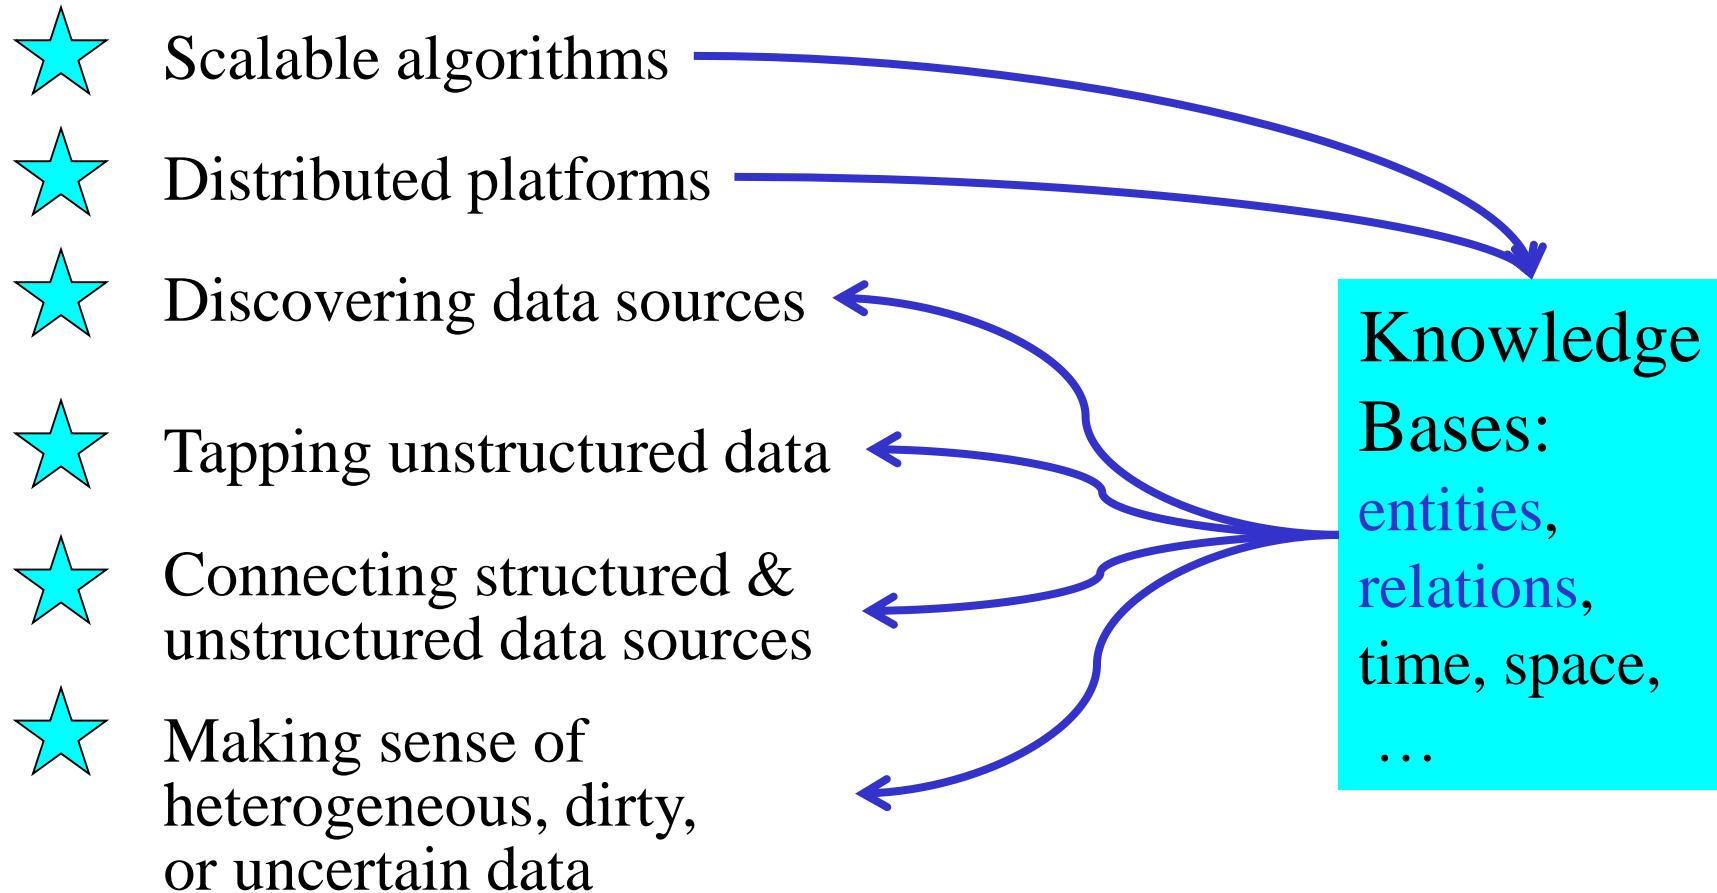 Scalable algorithms
Distributed platforms
Discovering data sources
Tapping unstructured data
Connecting structured &
unstructured data sources
Making sense of
heterogeneous, dirty,
or uncertain data
Knowledge
Bases:
entities,
relations,
time, space,
…